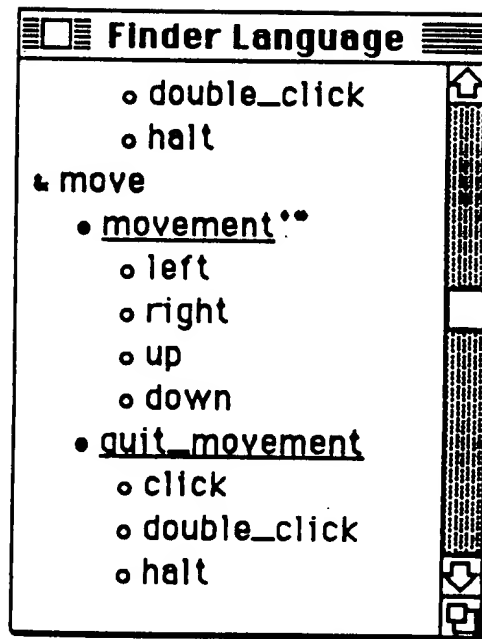 Finder Language
double_click
halt
& move
movement
left
right
up
down
quit_movement
click
double_click
halt